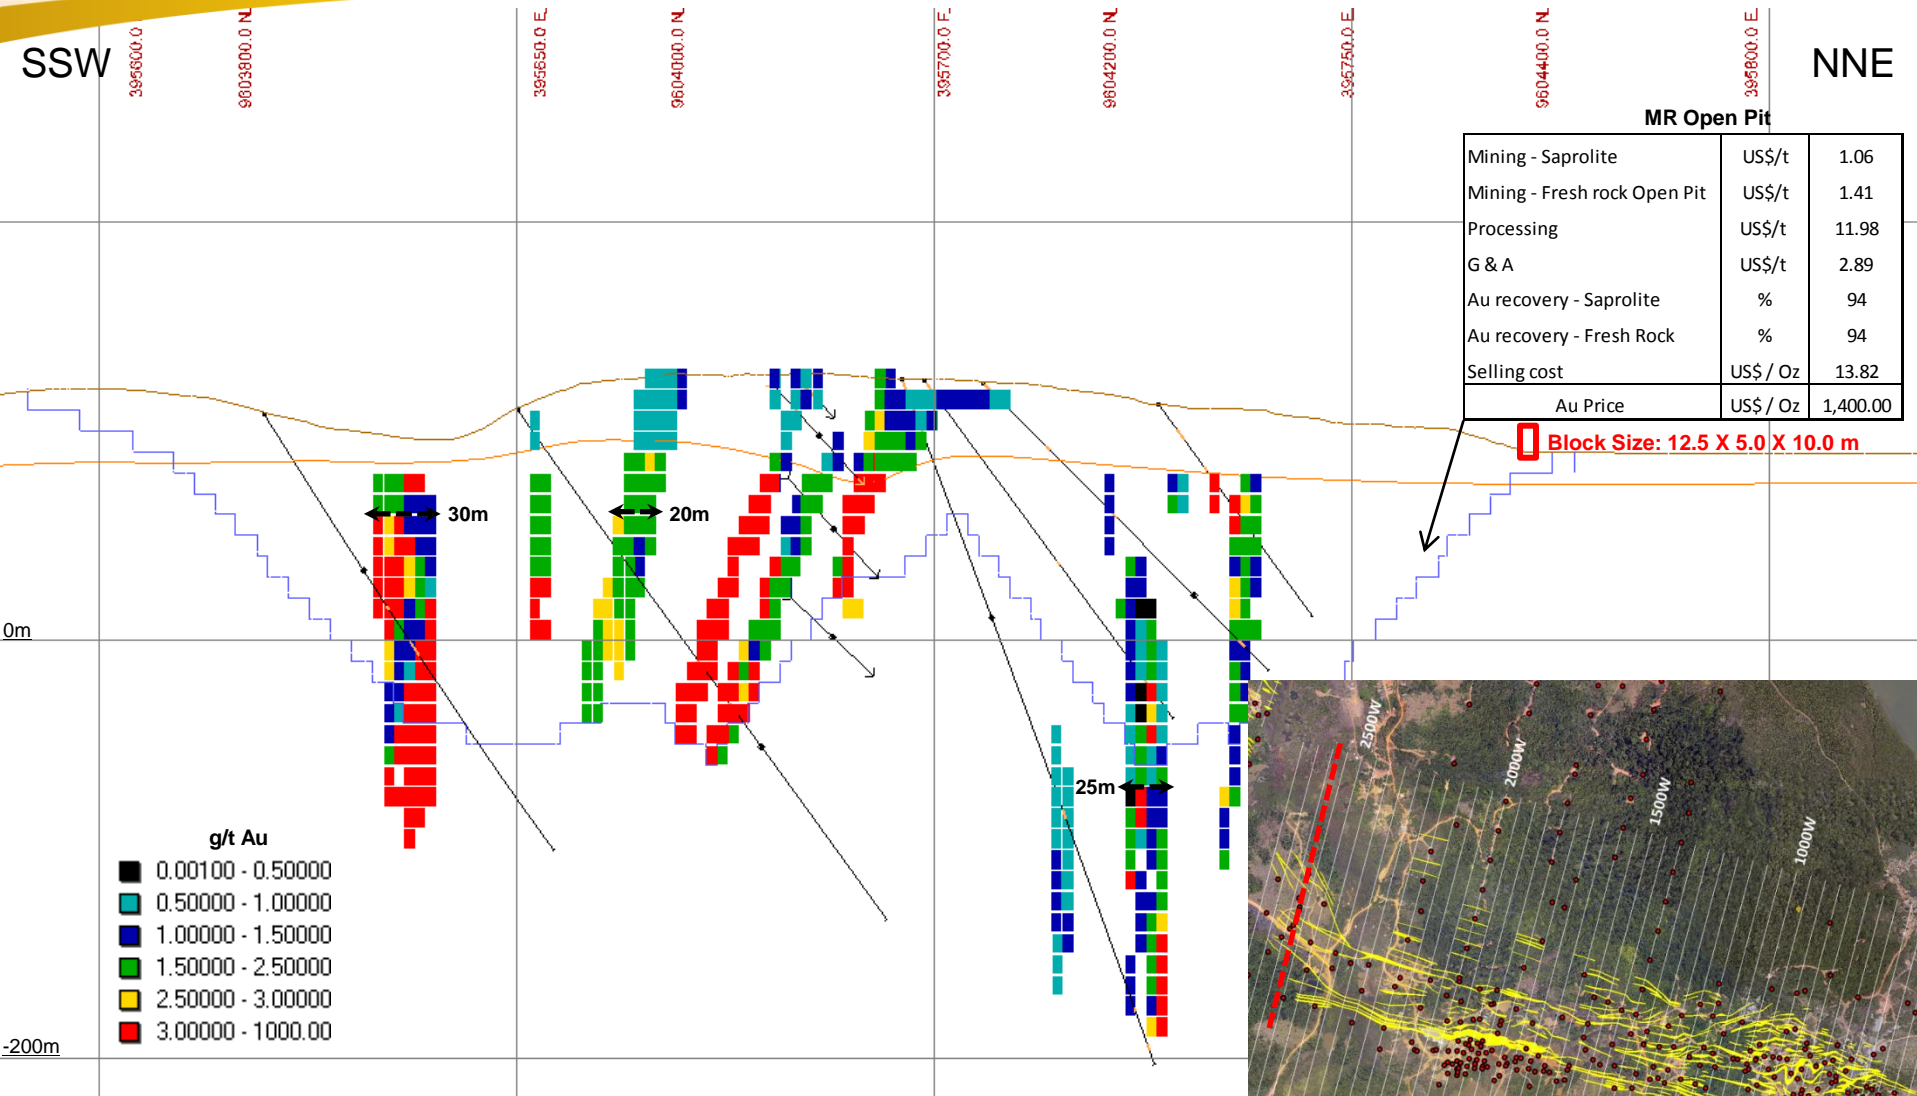 SSW
395600.0 E
9603800.0 N
395650.0 E
9604000.0 N
395700.0 E
9604200.0 N
395750.0 E
9604400.0 N
395800.0 E
NNE
MR Open Pit
Mining - Saprolite US$/t 1.06
Mining - Fresh rock Open Pit US$/t 1.41
Processing US$/t 11.98
G & A US$/t 2.89
Au recovery - Saprolite % 94
Au recovery - Fresh Rock % 94
Selling cost US$ / Oz 13.82
Au Price US$ / Oz 1,400.00
Block Size: 12.5 X 5.0 X 10.0 m
30m
20m
0m
25m
g/t Au
0.00100 - 0.50000
0.50000 - 1.00000
1.00000 - 1.50000
1.50000 - 2.50000
2.50000 - 3.00000
3.00000 - 1000.00
-200m
2500W
2000W
1500W
1000W